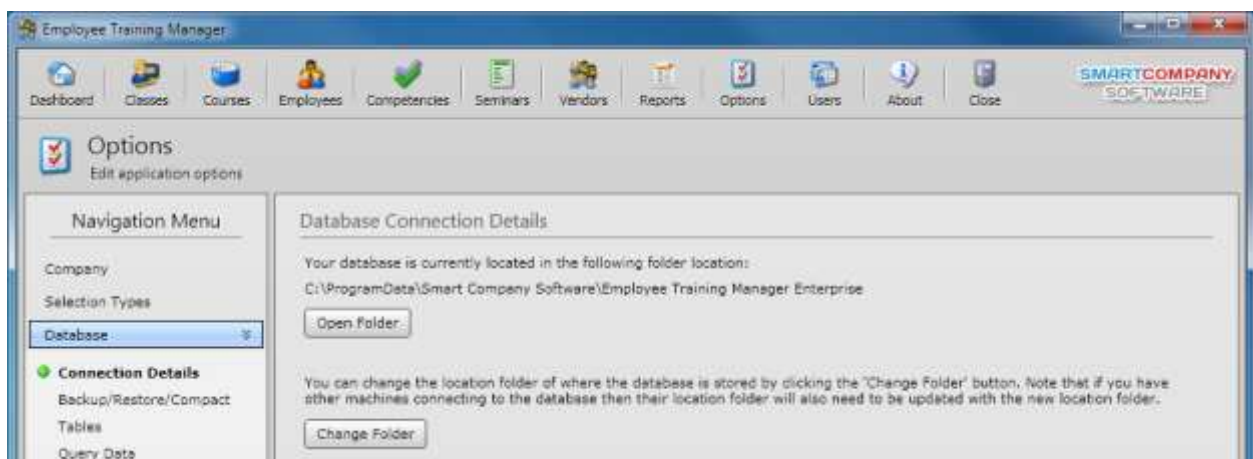 Employee Training Manager
Dashboard Classes Courses Employees Competencies Seminars Vendors Reports Options Users About Close
SMARTCOMPANY
SOFTWARE
Options
Edit application options
Navigation Menu
Company
Selection Types
Database
Connection Details
Backup/Restore/Compact
Tables
Query Data
Database Connection Details
Your database is currently located in the following folder location:
C:\ProgramData\Smart Company Software\Employee Training Manager Enterprise
Open Folder
You can change the location folder of where the database is stored by clicking the 'Change Folder' button. Note that if you have
other machines connecting to the database then their location folder will also need to be updated with the new location folder.
Change Folder